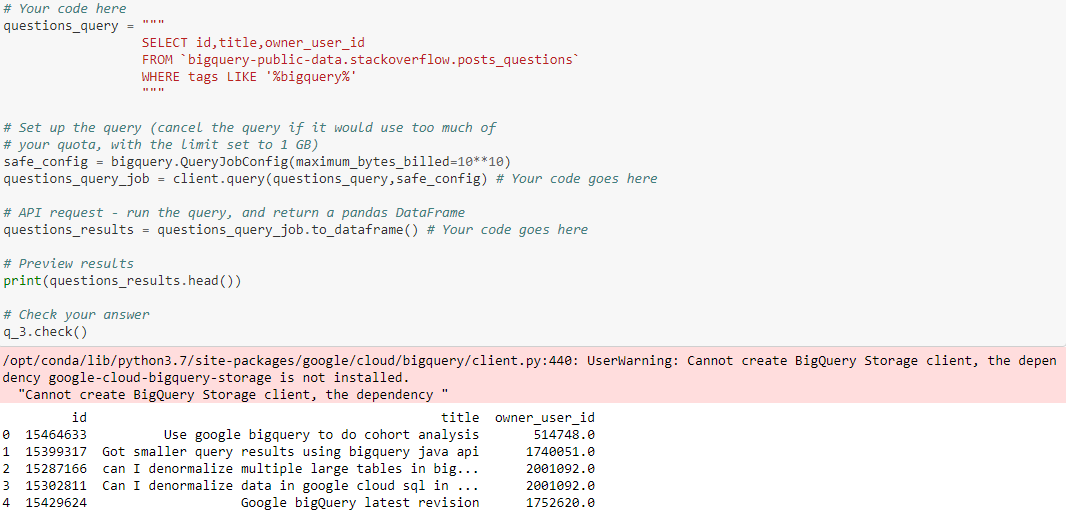 # Your code here
questions_query = """
SELECT id,title,owner_user_id
FROM `bigquery-public-data.stackoverflow.posts_questions`
WHERE tags LIKE '%bigquery%'
"""
# Set up the query (cancel the query if it would use too much of
# your quota, with the limit set to 1 GB)
safe_config = bigquery.QueryJobConfig(maximum_bytes_billed=10**10)
questions_query_job = client.query(questions_query,safe_config) # Your code goes here
# API request - run the query, and return a pandas DataFrame
questions_results = questions_query_job.to_dataframe() # Your code goes here
# Preview results
print(questions_results.head())
# Check your answer
q_3.check()
/opt/conda/lib/python3.7/site-packages/google/cloud/bigquery/client.py:440: UserWarning: Cannot create BigQuery Storage client, the depen
dency google-cloud-bigquery-storage is not installed.
"Cannot create BigQuery Storage client, the dependency "
id title owner_user_id
0 15464633 Use google bigquery to do cohort analysis 514748.0
1 15399317 Got smaller query results using bigquery java api 1740051.0
2 15287166 can I denormalize multiple large tables in big... 2001092.0
3 15302811 Can I denormalize data in google cloud sql in ... 2001092.0
4 15429624 Google bigQuery latest revision 1752620.0